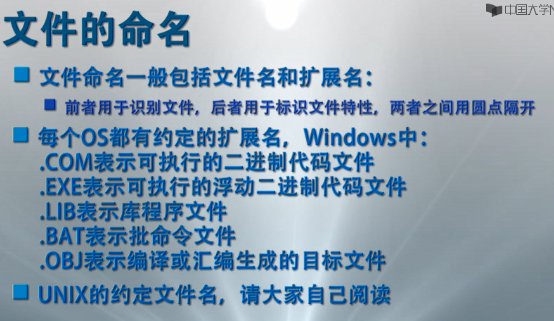 中国大学
文件的命名
文件命名一般包括文件名和扩展名：
前者用于识别文件，后者用于标识文件特性，两者之间用圆点隔开
每个OS都有约定的扩展名，Windows中：
.COM表示可执行的二进制代码文件
.EXE表示可执行的浮动二进制代码文件
.LIB表示库程序文件
.BAT表示批命令文件
.OBJ表示编译或汇编生成的目标文件
UNIX的约定文件名，请大家自己阅读